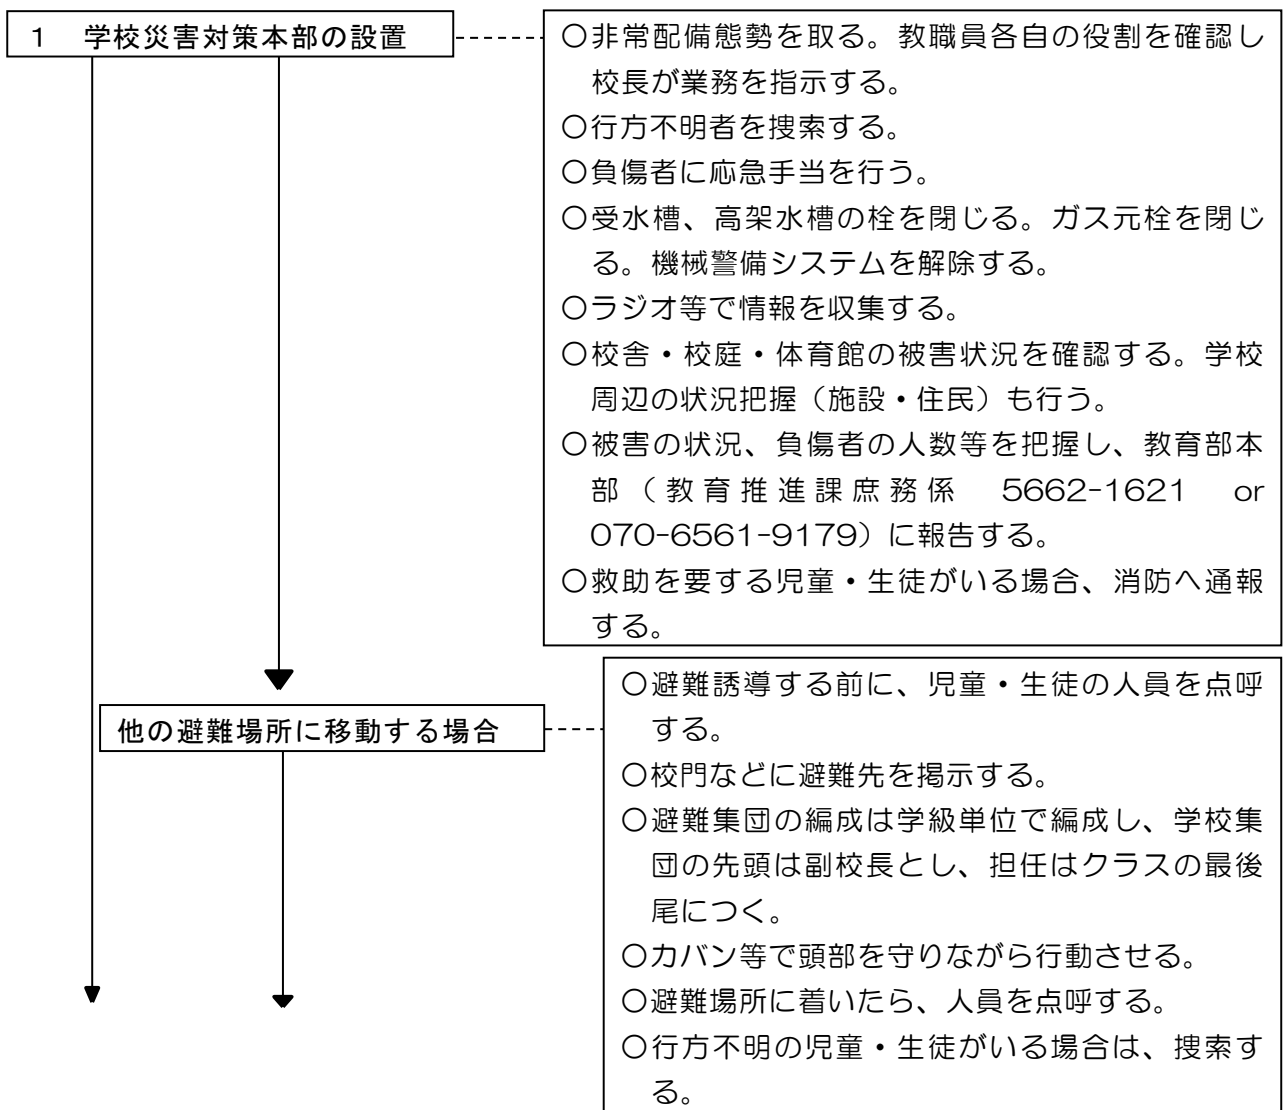 １　学校災害対策本部の設置
〇非常配備態勢を取る。教職員各自の役割を確認し
校長が業務を指示する。
〇行方不明者を捜索する。
〇負傷者に応急手当を行う。
〇受水槽、高架水槽の栓を閉じる。ガス元栓を閉じ
る。機械警備システムを解除する。
〇ラジオ等で情報を収集する。
〇校舎・校庭・体育館の被害状況を確認する。学校
周辺の状況把握（施設・住民）も行う。
〇被害の状況、負傷者の人数等を把握し、教育部本
部（教育推進課庶務係　5662-1621　or
070-6561-9179）に報告する。
〇救助を要する児童・生徒がいる場合、消防へ通報
する。
他の避難場所に移動する場合
〇避難誘導する前に、児童・生徒の人員を点呼
する。
〇校門などに避難先を掲示する。
〇避難集団の編成は学級単位で編成し、学校集
団の先頭は副校長とし、担任はクラスの最後
尾につく。
〇カバン等で頭部を守りながら行動させる。
〇避難場所に着いたら、人員を点呼する。
〇行方不明の児童・生徒がいる場合は、捜索す
る。